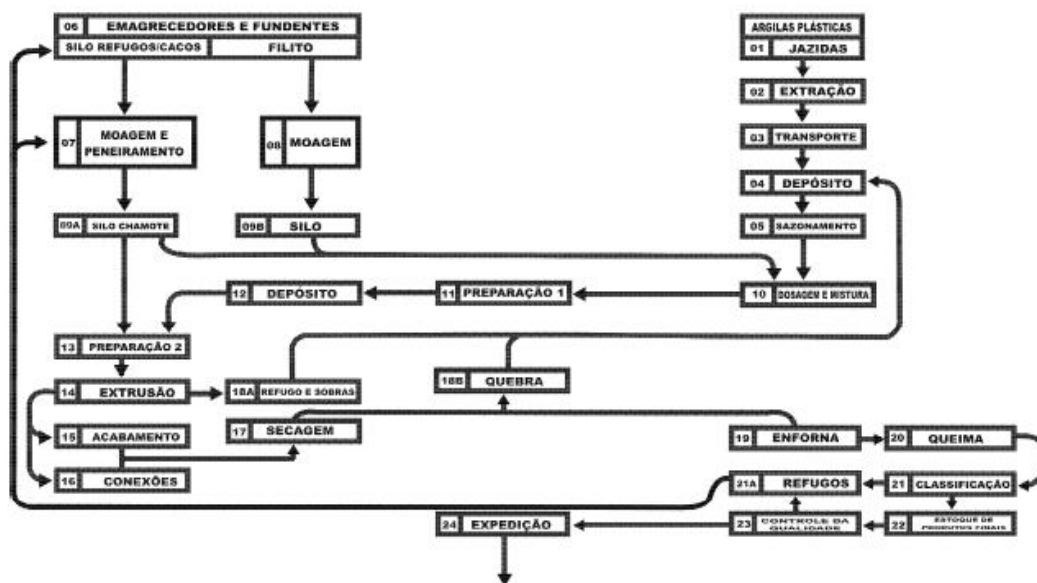 06 EMAGRECEDORES E FUNDENTES
SILO REFUGOS/CACOS FILITO
ARGILAS PLÁSTICAS
01 JAZIDAS
02 EXTRAÇÃO
03 TRANSPORTE
04 DEPÓSITO
05 SAZONAMENTO
07 MOAGEM E
PENEIRAMENTO
08 MOAGEM
09A SILO CHAMOTE
09B SILO
10 DOSAGEM E MISTURA
11 PREPARAÇÃO 1
12 DEPÓSITO
13 PREPARAÇÃO 2
14 EXTRUSÃO
18A REFUGO E SOBRAS
18B QUEBRA
15 ACABAMENTO
17 SECAGEM
16 CONEXÕES
19 ENFORNA
20 QUEIMA
21A REFUGOS
21 CLASSIFICAÇÃO
24 EXPEDIÇÃO
23 CONTROLE DA
QUALIDADE
22 ESTOQUE DE
PRODUTOS FINAIS